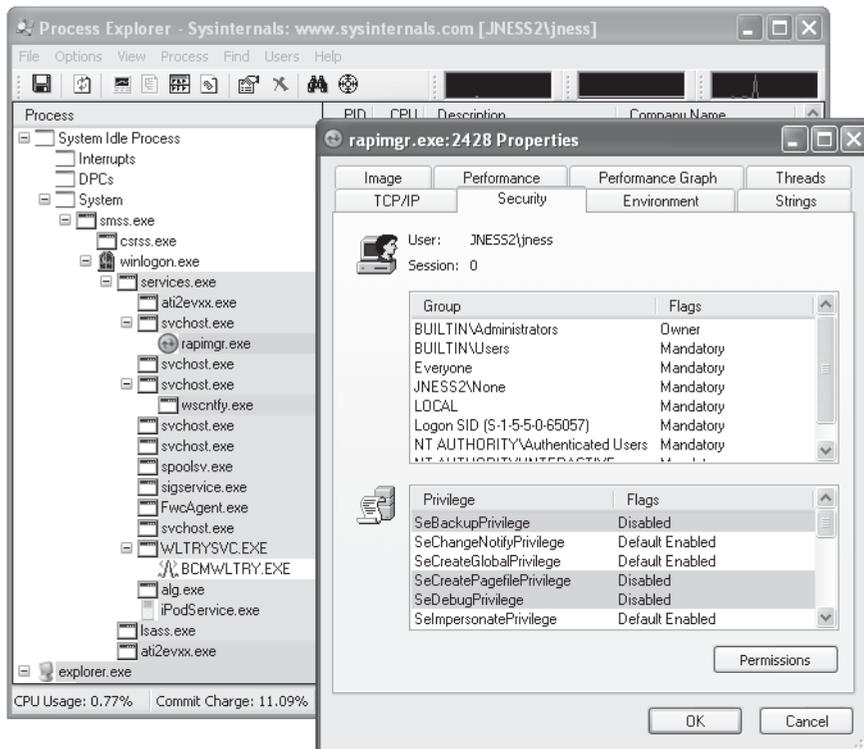 Process Explorer - Sysinternals: www.sysinternals.com [JNESS2\jness]
File Options View Process Find Users Help
Process PID CPU Description Company Name
System Idle Process
Interrupts
DPCs
System
smss.exe
csrss.exe
winlogon.exe
services.exe
ati2evxx.exe
svchost.exe
rapimgr.exe
svchost.exe
svchost.exe
wscntfy.exe
svchost.exe
svchost.exe
spoolsv.exe
sigservice.exe
FwcAgent.exe
svchost.exe
WLTRYSVC.EXE
BCMWLTRY.EXE
alg.exe
iPodService.exe
lsass.exe
ati2evxx.exe
explorer.exe
CPU Usage: 0.77% Commit Charge: 11.09%
rapimgr.exe:2428 Properties
Image Performance Performance Graph Threads
TCP/IP Security Environment Strings
User: JNESS2\jness
Session: 0
Group Flags
BUILTIN\Administrators Owner
BUILTIN\Users Mandatory
Everyone Mandatory
JNESS2\None Mandatory
LOCAL Mandatory
Logon SID (S-1-5-5-0-65057) Mandatory
NT AUTHORITY\Authenticated Users Mandatory
NT AUTHORITY\INTERACTIVE Mandatory
Privilege Flags
SeBackupPrivilege Disabled
SeChangeNotifyPrivilege Default Enabled
SeCreateGlobalPrivilege Default Enabled
SeCreatePagefilePrivilege Disabled
SeDebugPrivilege Disabled
SeImpersonatePrivilege Default Enabled
Permissions
OK Cancel